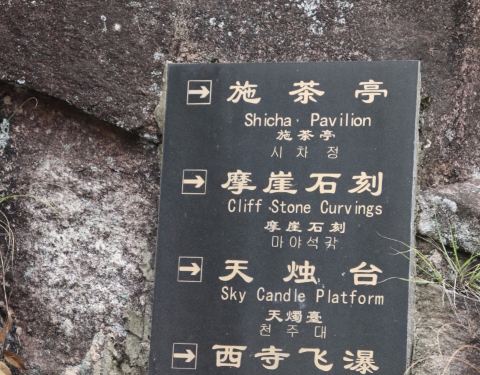 → 施茶亭
Shicha Pavilion
施茶亭
시차정
→ 摩崖石刻
Cliff Stone Curvings
摩崖石刻
마야석각
→ 天烛台
Sky Candle Platform
天燭臺
천주대
→ 西寺飞瀑